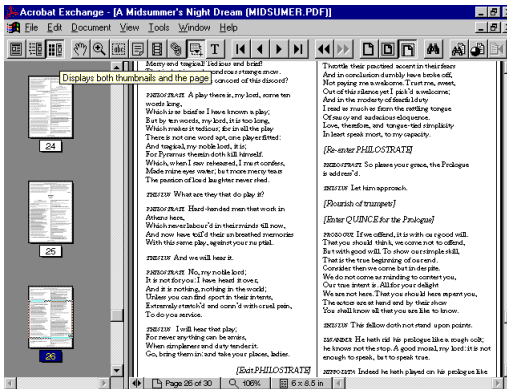 Acrobat Exchange - [A Midsummer's Night Dream (MIDSUMER.PDF)]
File Edit Document View Tools Window Help
Displays both thumbnails and the page
24
25
26
Merry and tragical! Tedious and brief!
concord of this discord?
PHILOSTRATE A play there is, my lord, some ten
words long,
Which is as brief as I have known a play;
But by ten words, my lord, it is too long,
Which makes it tedious; for in all the play
There is not one word apt, one player fitted:
And tragical, my noble lord, it is;
For Pyramus therein doth kill himself.
Which, when I saw rehearsed, I must confess,
Made mine eyes water; but more merry tears
The passion of loud laughter never shed.
THESEUS What are they that do play it?
PHILOSTRATE Hard-handed men that work in
Athens here,
Which never labour'd in their minds till now,
And now have toil'd their unbreathed memories
With this same play, against your nuptial.
THESEUS And we will hear it.
PHILOSTRATE No, my noble lord;
It is not for you: I have heard it over,
And it is nothing, nothing in the world;
Unless you can find sport in their intents,
Extremely stretch'd and conn'd with cruel pain,
To do you service.
THESEUS I will hear that play;
For never anything can be amiss,
When simpleness and duty tender it.
Go, bring them in: and take your places, ladies.
[Exit PHILOSTRATE]
Throttle their practised accent in their fears
And in conclusion dumbly have broke off,
Not paying me a welcome. Trust me, sweet,
Out of this silence yet I pick'd a welcome;
And in the modesty of fearful duty
I read as much as from the rattling tongue
Of saucy and audacious eloquence.
Love, therefore, and tongue-tied simplicity
In least speak most, to my capacity.
[Re-enter PHILOSTRATE]
PHILOSTRATE So please your grace, the Prologue
is address'd.
THESEUS Let him approach.
[Flourish of trumpets]
[Enter QUINCE for the Prologue]
PROLOGUE If we offend, it is with our good will.
That you should think, we come not to offend,
But with good will. To show our simple skill,
That is the true beginning of our end.
Consider then we come but in despite.
We do not come as minding to content you,
Our true intent is. All for your delight
We are not here. That you should here repent you,
The actors are at hand and by their show
You shall know all that you are like to know.
THESEUS This fellow doth not stand upon points.
LYSANDER He hath rid his prologue like a rough colt;
he knows not the stop. A good moral, my lord: it is not
enough to speak, but to speak true.
HIPPOLYTA Indeed he hath played on his prologue like
Page 26 of 30 106% 6 x 8.5 in